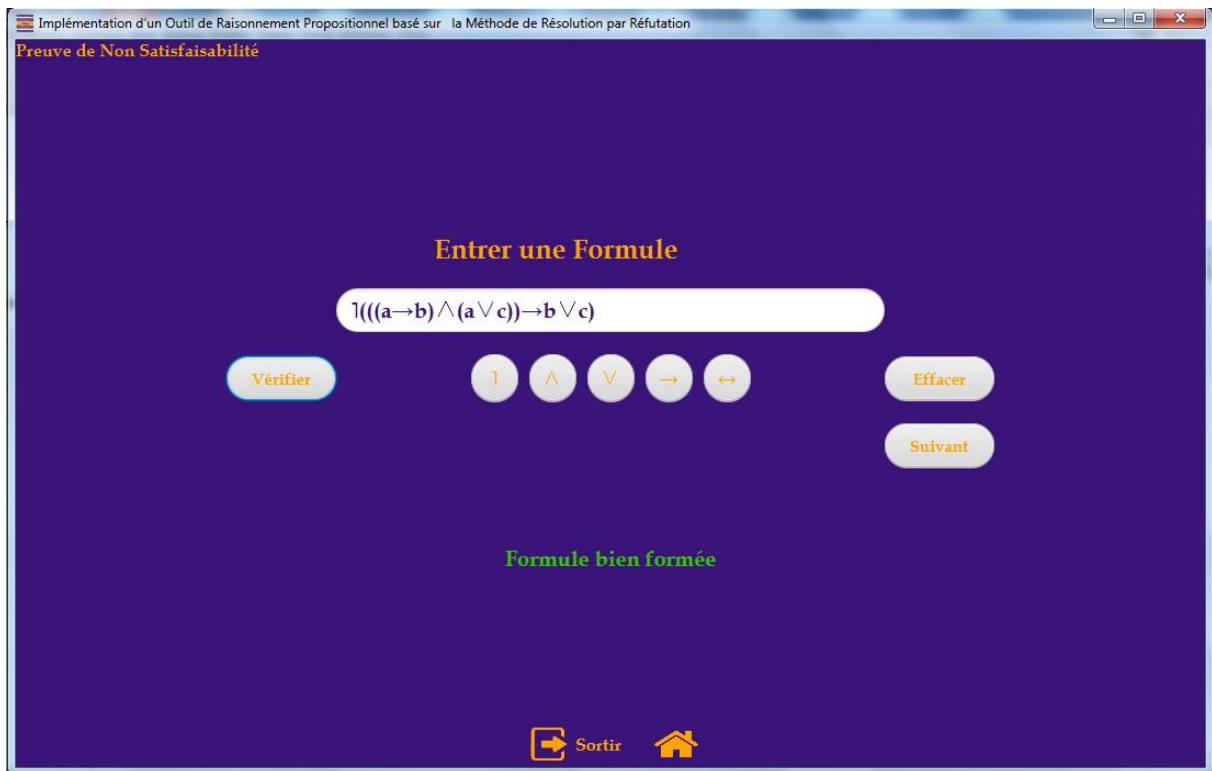 Implémentation d'un Outil de Raisonnement Propositionnel basé sur la Méthode de Résolution par Réfutation
Preuve de Non Satisfaisabilité
Entrer une Formule
˥(((a→b)∧(a∨c))→b∨c)
Vérifier ˥ ∧ ∨ → ↔ Effacer
Suivant
Formule bien formée
Sortir